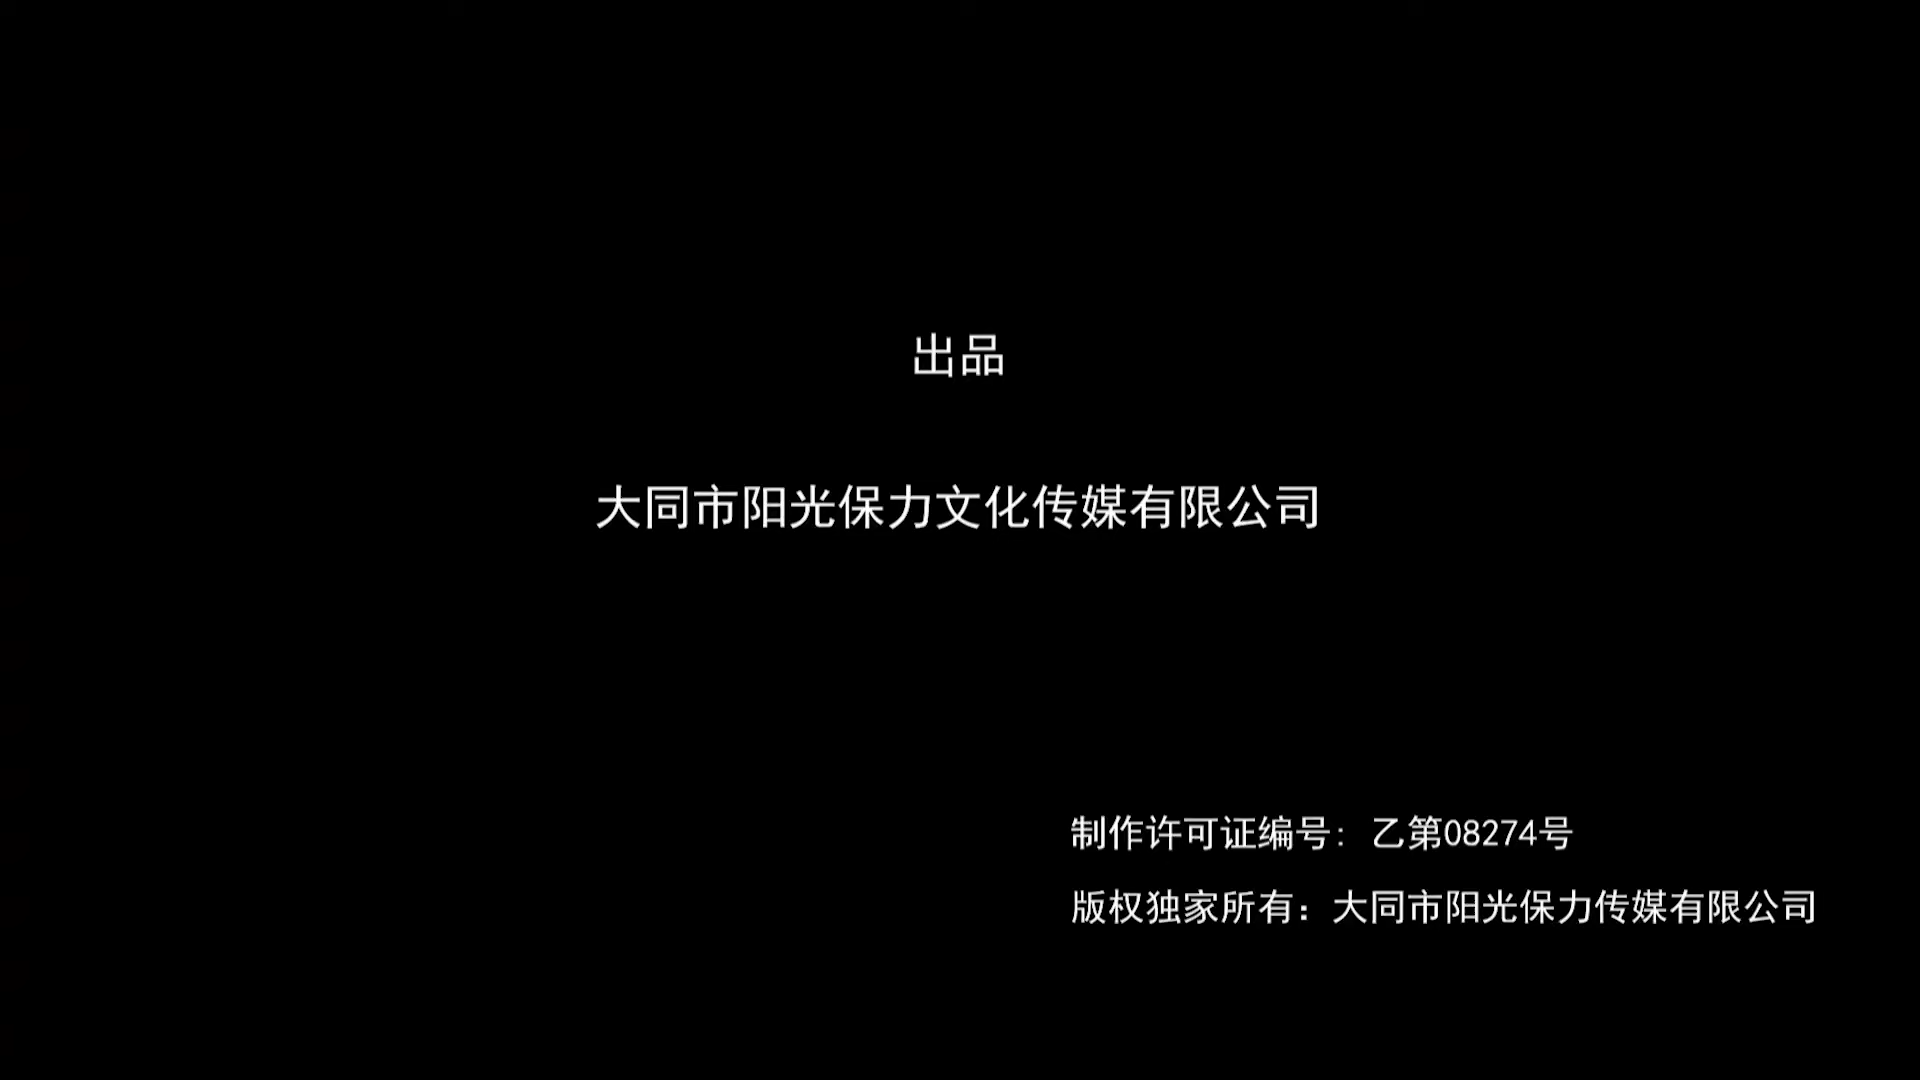 出品
大同市阳光保力文化传媒有限公司
制作许可证编号: 乙第08274号
版权独家所有：大同市阳光保力传媒有限公司